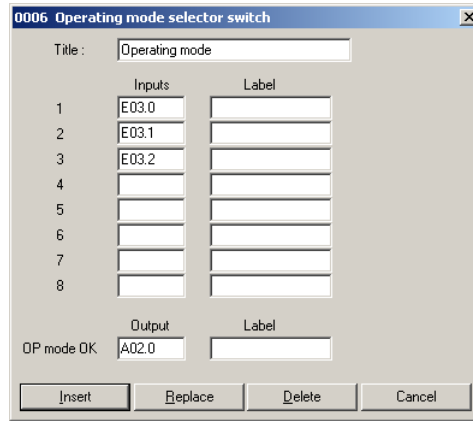 0006 Operating mode selector switch
Title : Operating mode
Inputs Label
1 E03.0
2 E03.1
3 E03.2
4
5
6
7
8
Output Label
OP mode OK A02.0
Insert Replace Delete Cancel